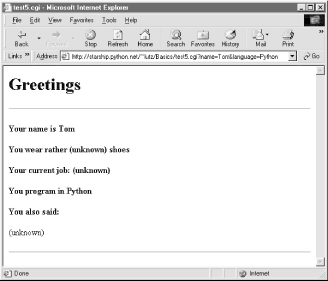 test5.cgi - Microsoft Internet Explorer
File Edit View Favorites Tools Help
Back Stop Refresh Home Search Favorites History Mail Print
Links Address http://starship.python.net/~lutz/Basics/test5.cgi?name=Tom&language=Python Go
Greetings
Your name is Tom
You wear rather (unknown) shoes
Your current job: (unknown)
You program in Python
You also said:
(unknown)
Done Internet